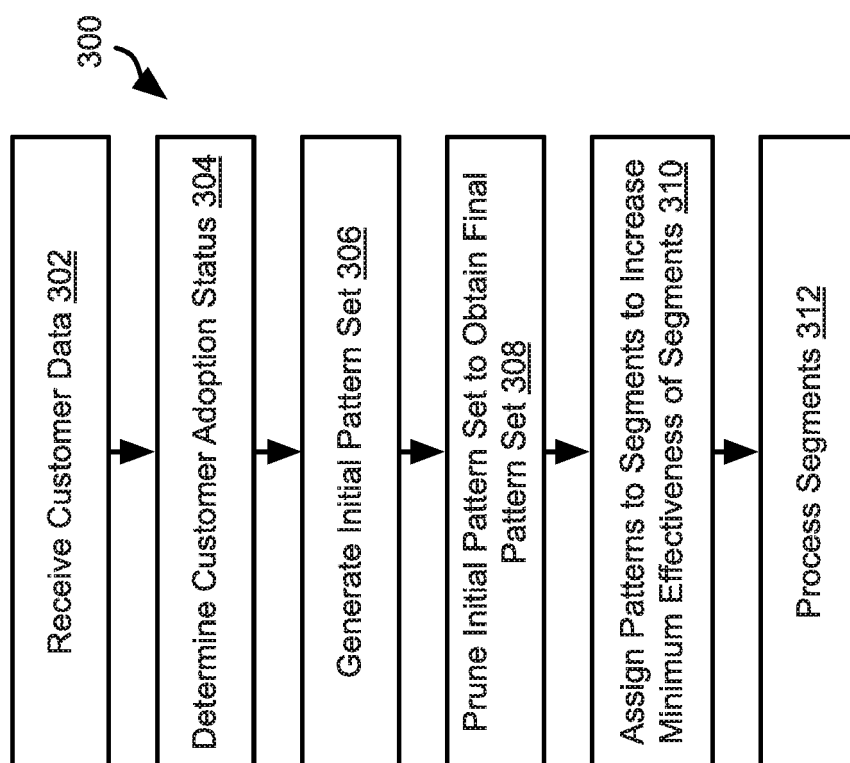 300
Receive Customer Data 302
Determine Customer Adoption Status 304
Generate Initial Pattern Set 306
Prune Initial Pattern Set to Obtain Final
Pattern Set 308
Assign Patterns to Segments to Increase
Minimum Effectiveness of Segments 310
Process Segments 312